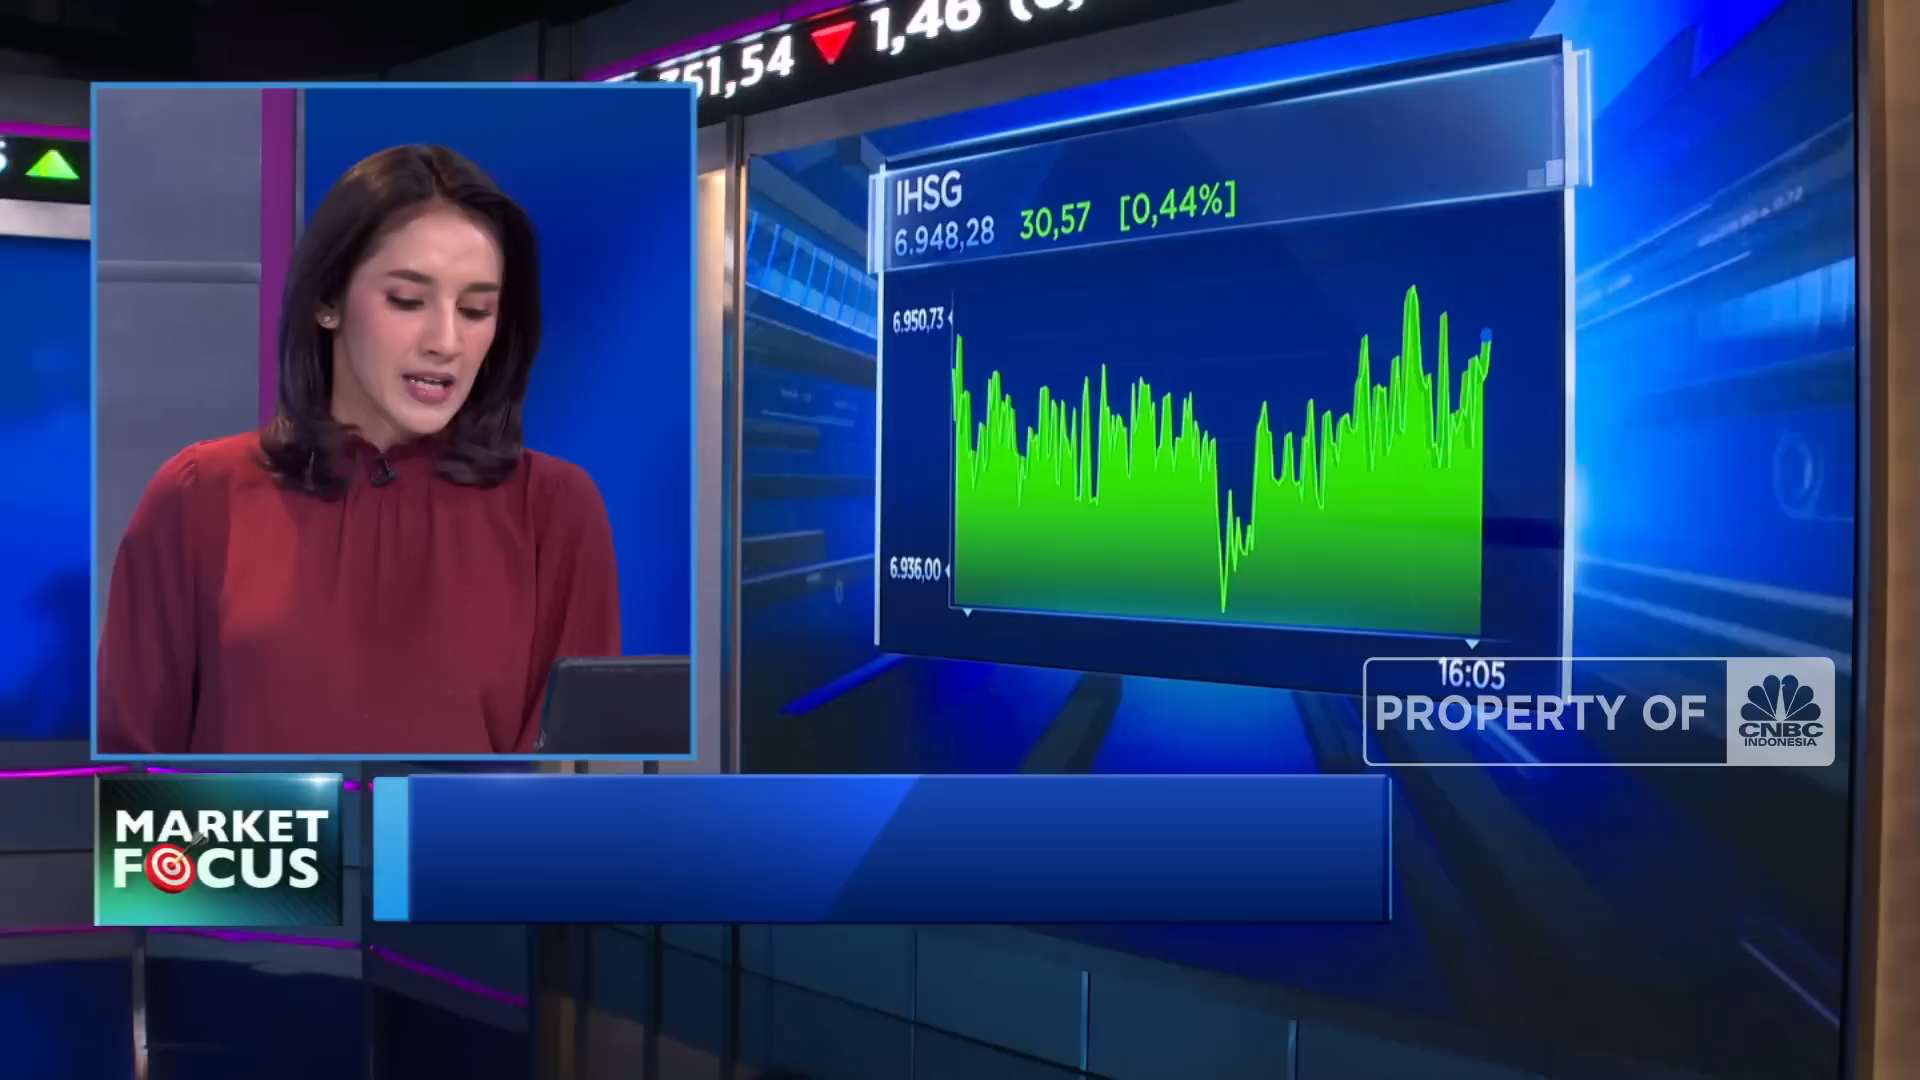 51,54 ▼ 1,46
IHSG
6.948,28 30,57 [0,44%]
6.950,73
6.936,00
16:05
PROPERTY OF CNBC INDONESIA
MARKET
FOCUS